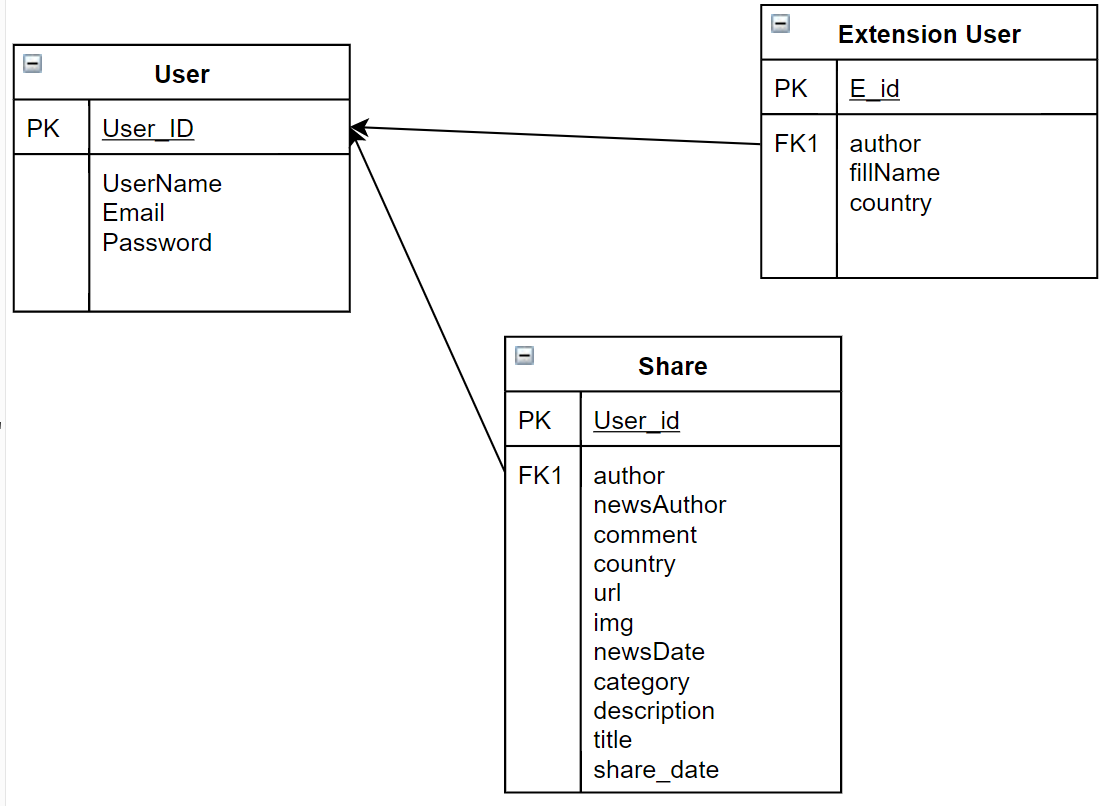 User
PK User_ID
UserName
Email
Password
Extension User
PK E_id
FK1 author
fillName
country
Share
PK User_id
FK1 author
newsAuthor
comment
country
url
img
newsDate
category
description
title
share_date